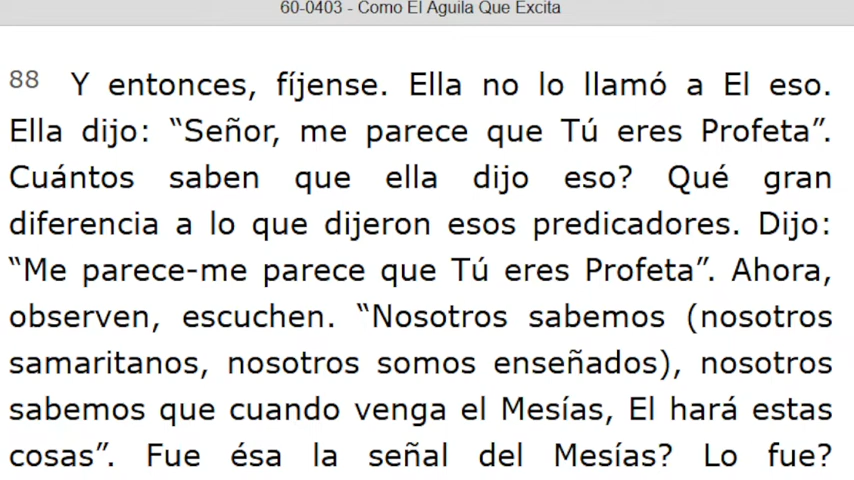 60-0403 - Como El Aguila Que Excita
88 Y entonces, fíjense. Ella no lo llamó a El eso.
Ella dijo: “Señor, me parece que Tú eres Profeta”.
Cuántos saben que ella dijo eso? Qué gran
diferencia a lo que dijeron esos predicadores. Dijo:
“Me parece-me parece que Tú eres Profeta”. Ahora,
observen, escuchen. “Nosotros sabemos (nosotros
samaritanos, nosotros somos enseñados), nosotros
sabemos que cuando venga el Mesías, El hará estas
cosas”. Fue ésa la señal del Mesías? Lo fue?